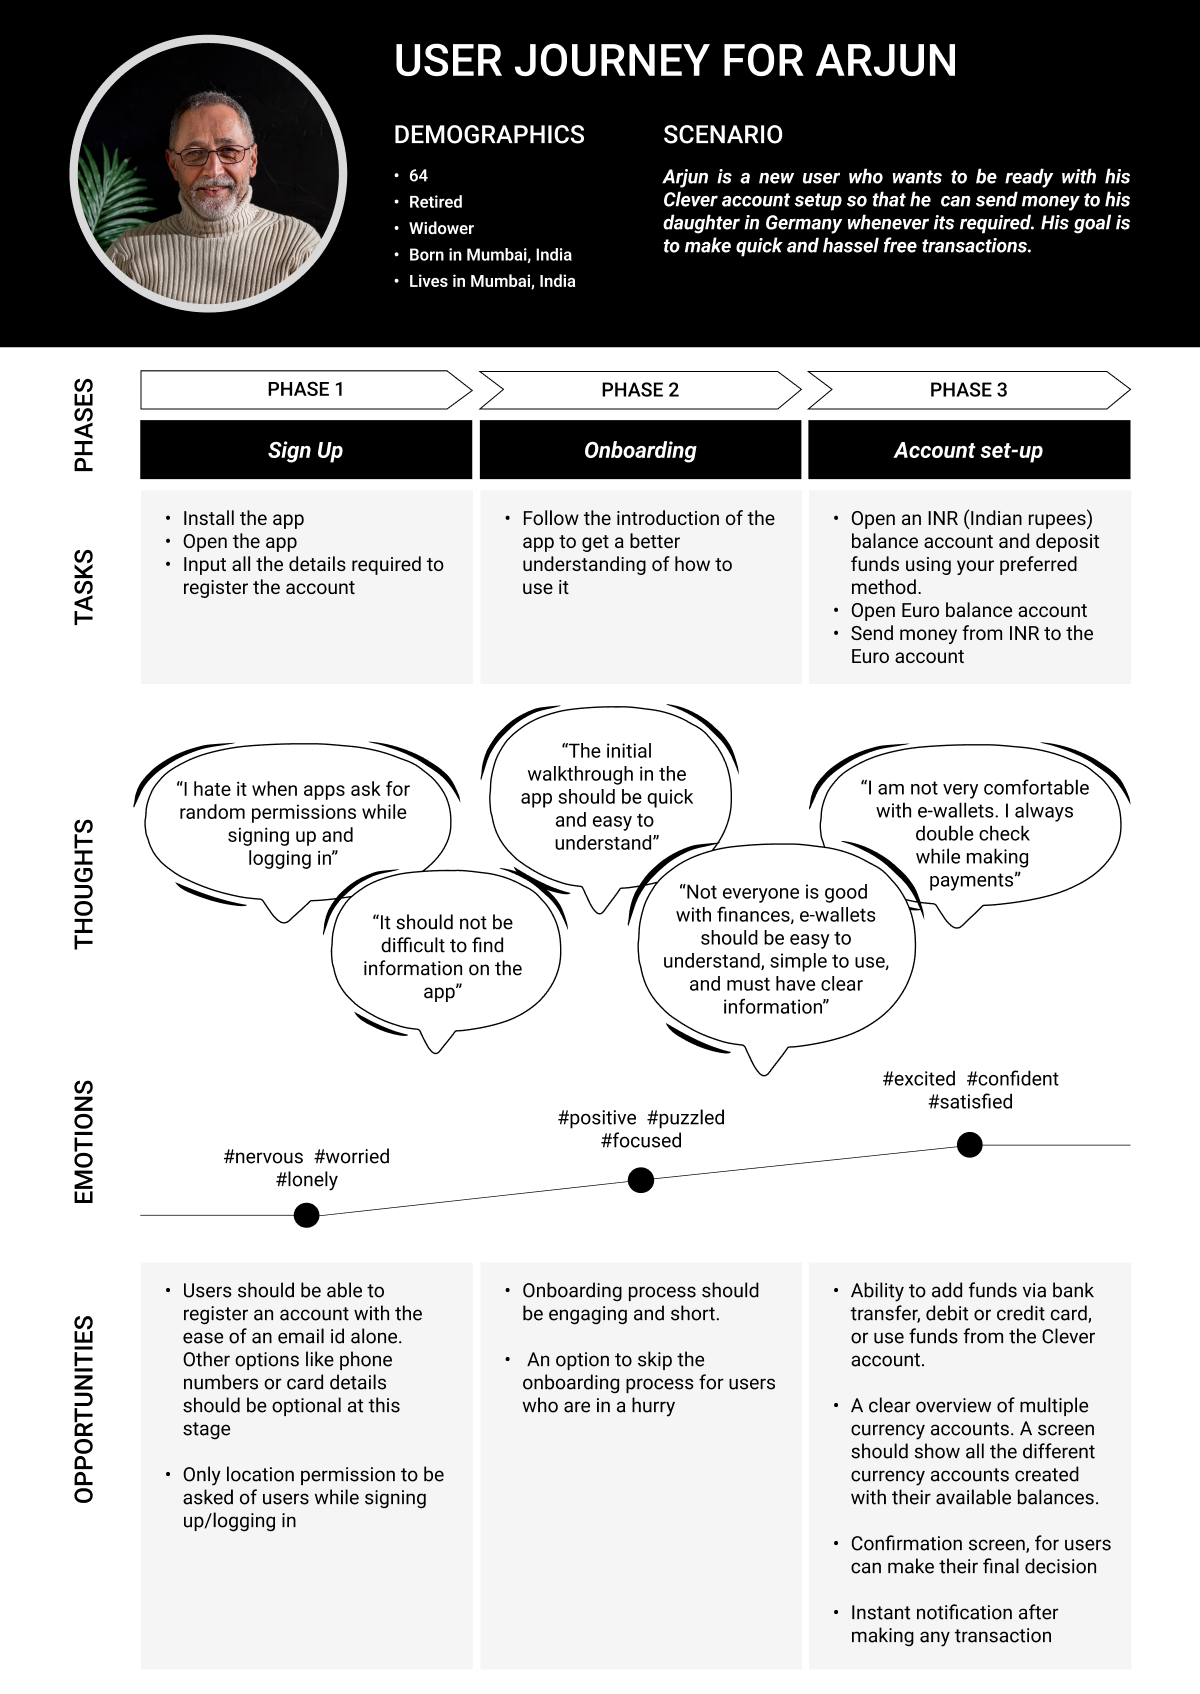 USER JOURNEY FOR ARJUN
DEMOGRAPHICS
• 64
• Retired
• Widower
• Born in Mumbai, India
• Lives in Mumbai, India
SCENARIO
Arjun is a new user who wants to be ready with his
Clever account setup so that he can send money to his
daughter in Germany whenever its required. His goal is
to make quick and hassel free transactions.
PHASES
PHASE 1
PHASE 2
PHASE 3
Sign Up
Onboarding
Account set-up
TASKS
• Install the app
• Open the app
• Input all the details required to
register the account
• Follow the introduction of the
app to get a better
understanding of how to
use it
• Open an INR (Indian rupees)
balance account and deposit
funds using your preferred
method.
• Open Euro balance account
• Send money from INR to the
Euro account
THOUGHTS
“I hate it when apps ask for
random permissions while
signing up and
logging in”
“It should not be
difficult to find
information on the
app”
“The initial
walkthrough in the
app should be quick
and easy to
understand”
“Not everyone is good
with finances, e-wallets
should be easy to
understand, simple to use,
and must have clear
information”
“I am not very comfortable
with e-wallets. I always
double check
while making
payments”
EMOTIONS
#nervous #worried
#lonely
#positive #puzzled
#focused
#excited #confident
#satisfied
OPPORTUNITIES
• Users should be able to
register an account with the
ease of an email id alone.
Other options like phone
numbers or card details
should be optional at this
stage
• Only location permission to be
asked of users while signing
up/logging in
• Onboarding process should
be engaging and short.
• An option to skip the
onboarding process for users
who are in a hurry
• Ability to add funds via bank
transfer, debit or credit card,
or use funds from the Clever
account.
• A clear overview of multiple
currency accounts. A screen
should show all the different
currency accounts created
with their available balances.
• Confirmation screen, for users
can make their final decision
• Instant notification after
making any transaction